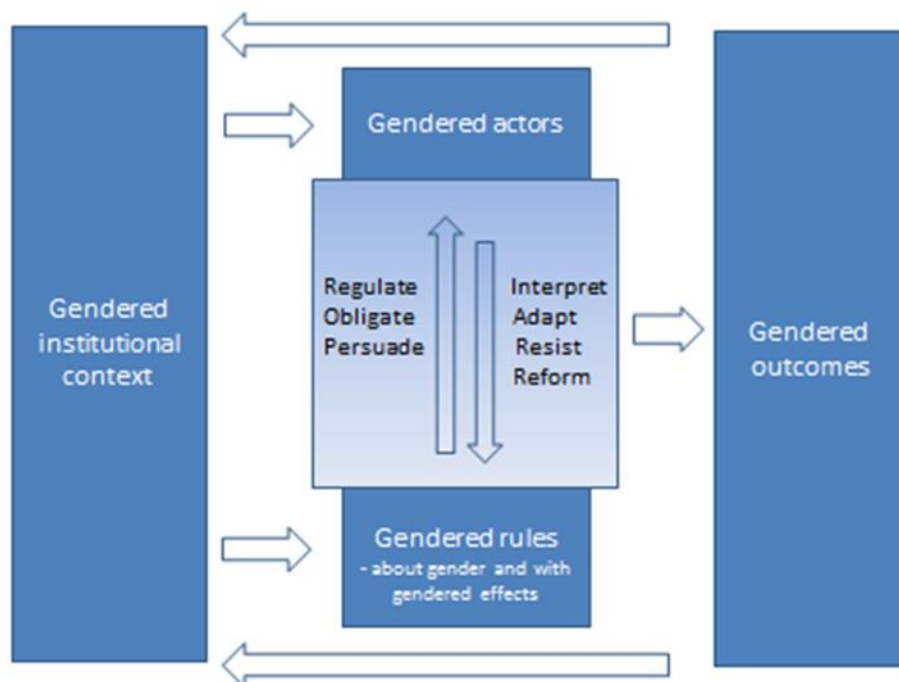 Gendered
institutional
context
Gendered actors
Regulate
Obligate
Persuade
Interpret
Adapt
Resist
Reform
Gendered rules
- about gender and with
gendered effects
Gendered
outcomes